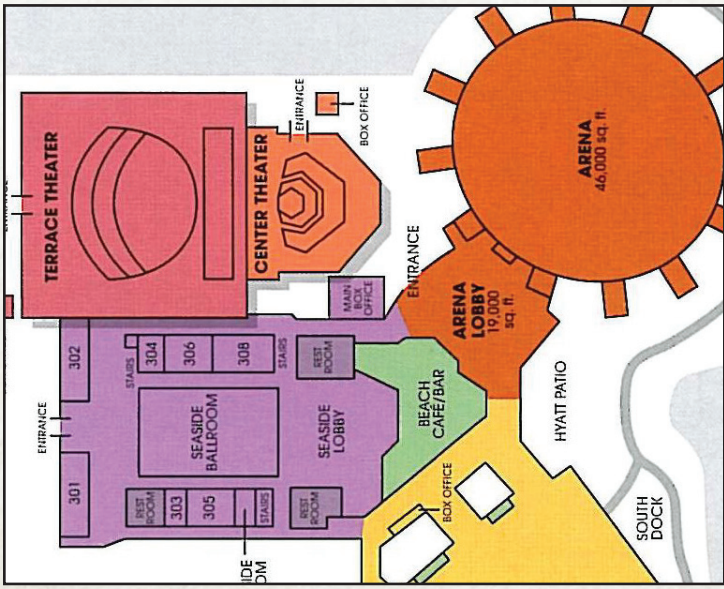 TERRACE THEATER
CENTER THEATER
ENTRANCE
BOX OFFICE
ARENA
46,000 sq. ft.
ENTRANCE
MAIN
BOX
OFFICE
ARENA
LOBBY
19,000
sq. ft.
302
STAIRS
304
306
308
STAIRS
REST
ROOM
ENTRANCE
SEASIDE
BALLROOM
SEASIDE
LOBBY
BEACH
CAFÉ/BAR
HYATT PATIO
301
REST
ROOM
303
305
STAIRS
REST
ROOM
BOX OFFICE
SOUTH
DOCK
IDE
OM